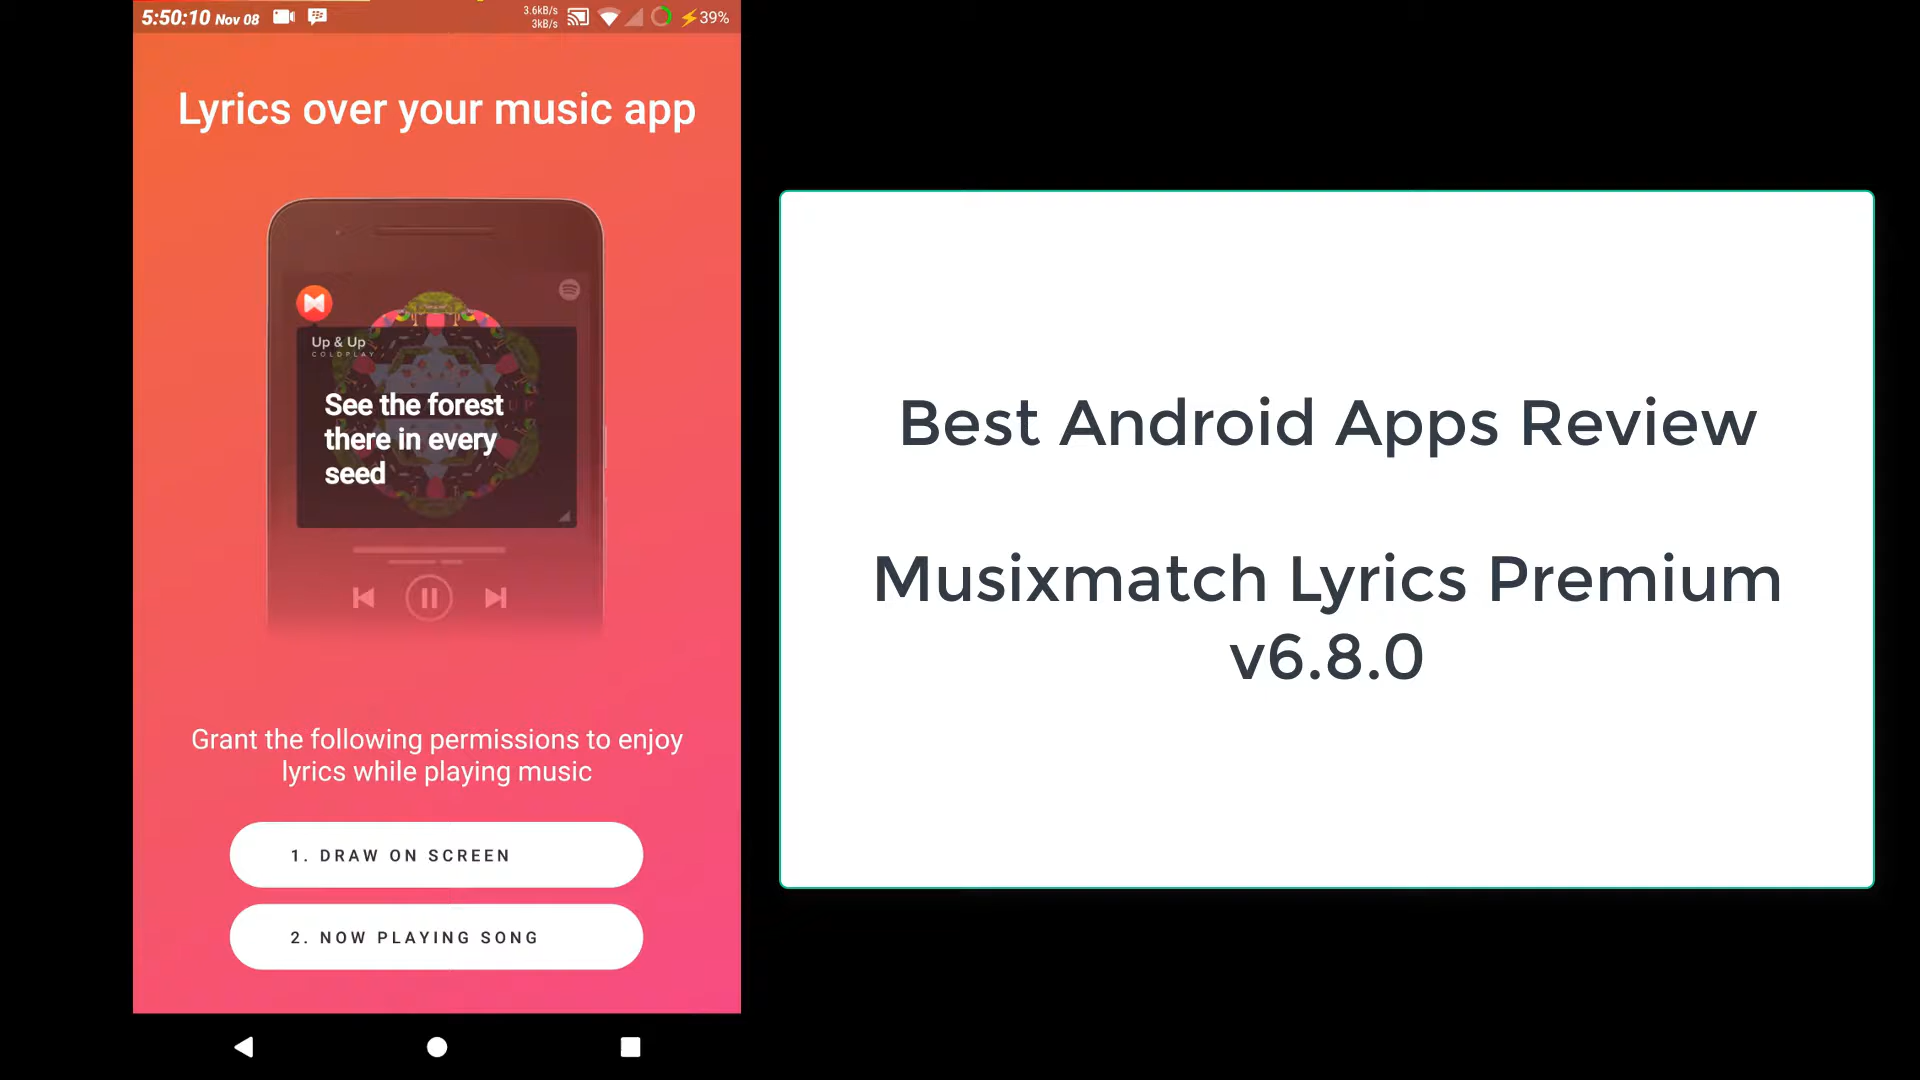 5:50:10 Nov 08
3.6kB/s
3kB/s
39%
Lyrics over your music app
Up & Up
COLDPLAY
See the forest
there in every
seed
Grant the following permissions to enjoy
lyrics while playing music
1. DRAW ON SCREEN
2. NOW PLAYING SONG
Best Android Apps Review
Musixmatch Lyrics Premium
v6.8.0